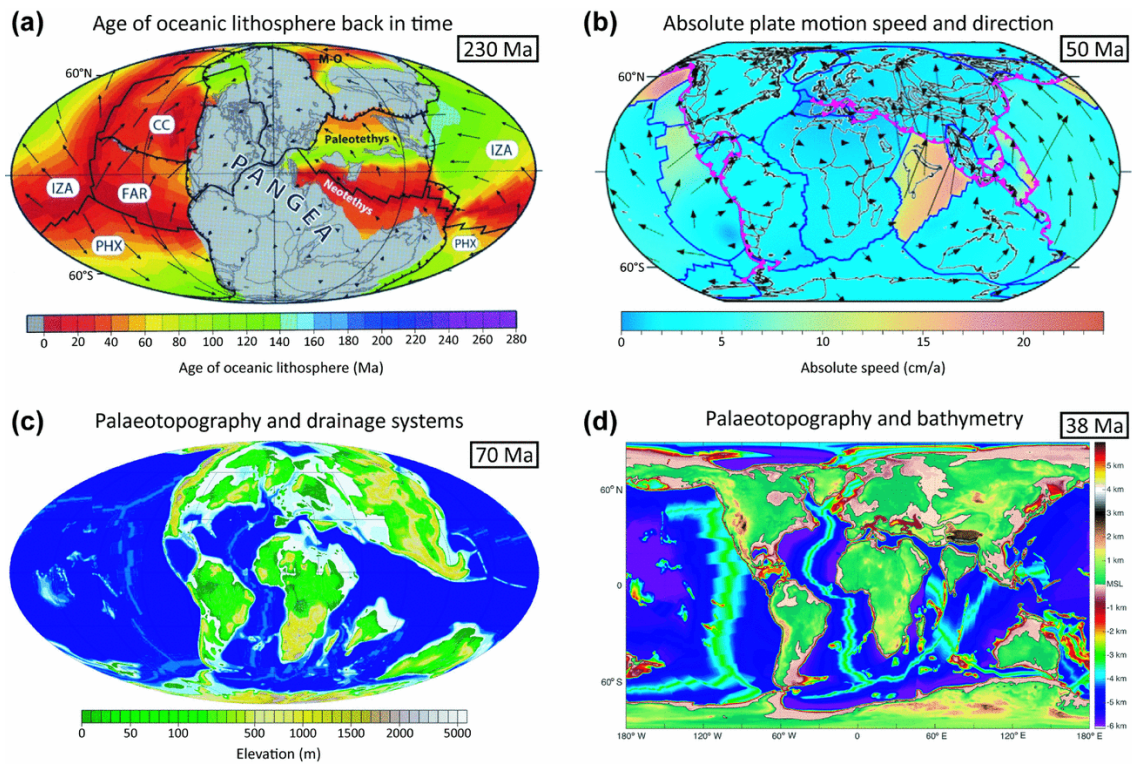 (a)
Age of oceanic lithosphere back in time
230 Ma
60°N
M-O
CC
Paleotethys
IZA
IZA
FAR
PANGEA
Neotethys
PHX
PHX
60°S
0 20 40 60 80 100 120 140 160 180 200 220 240 260 280
Age of oceanic lithosphere (Ma)
(b)
Absolute plate motion speed and direction
50 Ma
60°N
60°S
0 5 10 15 20
Absolute speed (cm/a)
(c)
Palaeotopography and drainage systems
70 Ma
0 50 100 500 1000 1500 2000 5000
Elevation (m)
(d)
Palaeotopography and bathymetry
38 Ma
60° N
0
60° S
180° W
120° W
60° W
0
60° E
120° E
180° E
5 km
4 km
3 km
2 km
1 km
MSL
-1 km
-2 km
-3 km
-4 km
-5 km
-6 km